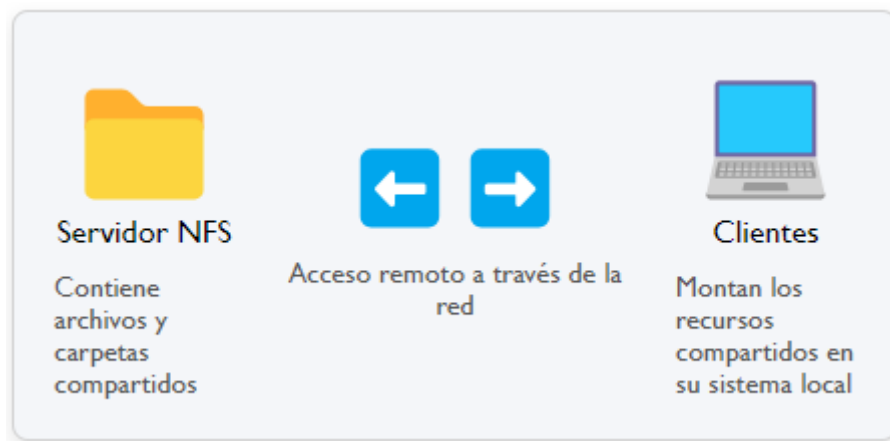 Servidor NFS
Contiene
archivos y
carpetas
compartidos
Acceso remoto a través de la
red
Clientes
Montan los
recursos
compartidos en
su sistema local